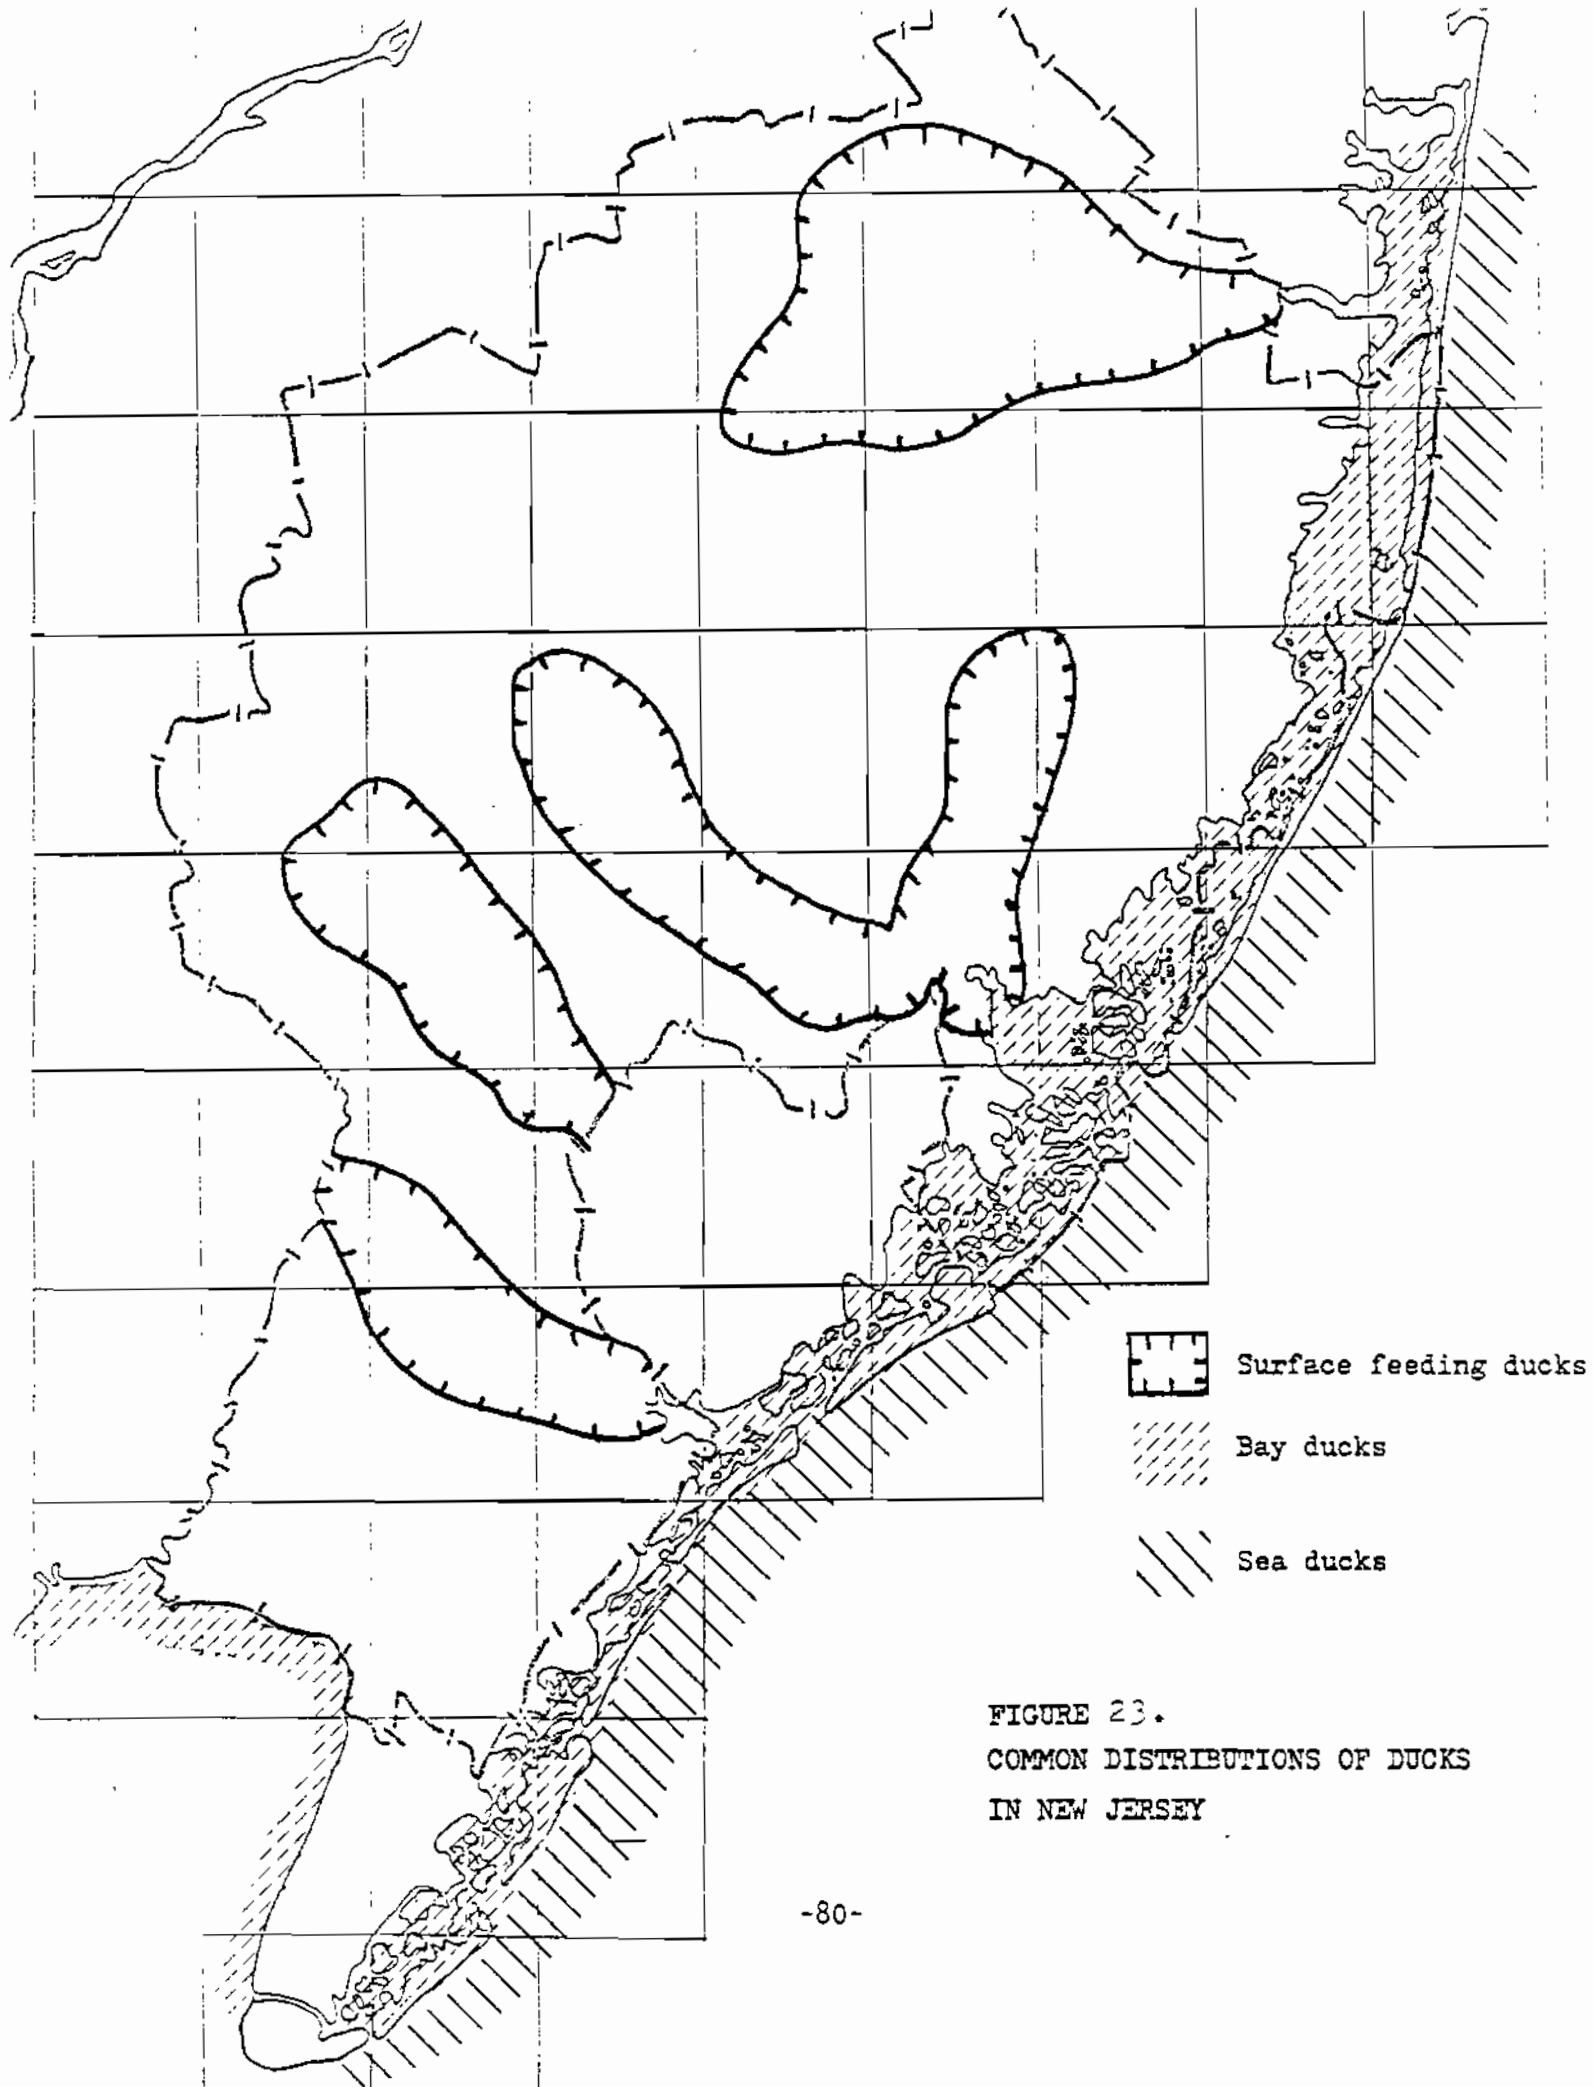 Surface feeding ducks
Bay ducks
Sea ducks
FIGURE 23.
COMMON DISTRIBUTIONS OF DUCKS
IN NEW JERSEY
-80-